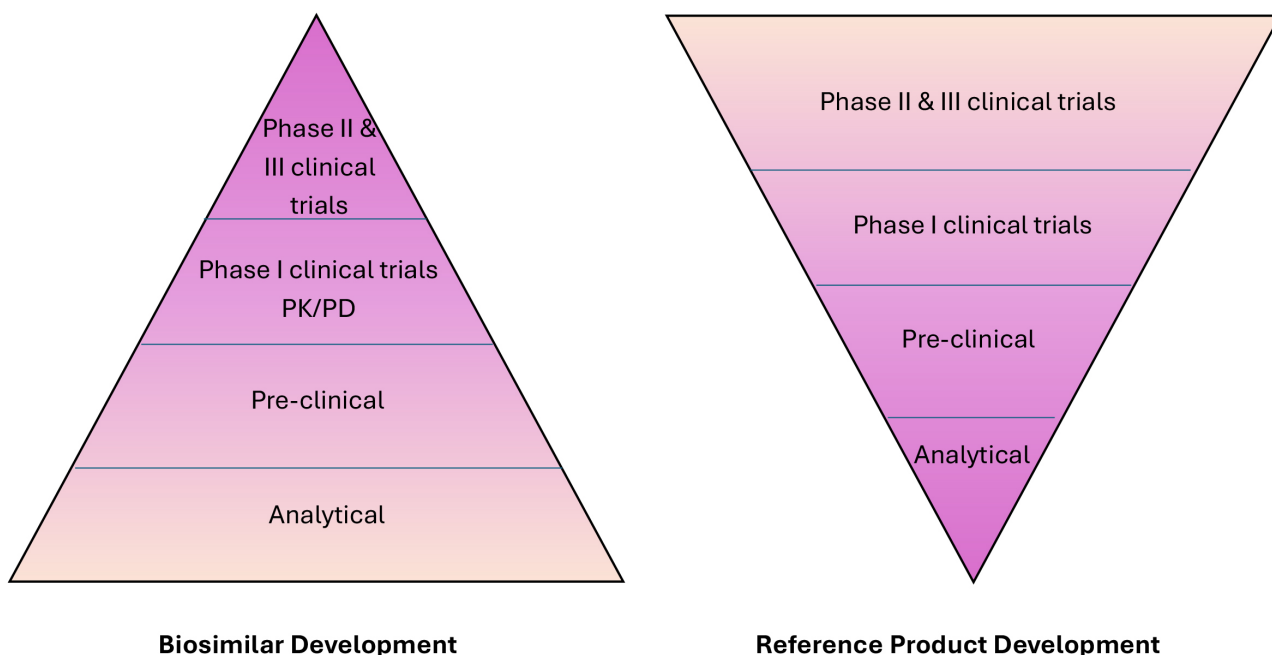 Phase II &
III clinical
trials
Phase I clinical trials
PK/PD
Pre-clinical
Analytical
Biosimilar Development
Phase II & III clinical trials
Phase I clinical trials
Pre-clinical
Analytical
Reference Product Development